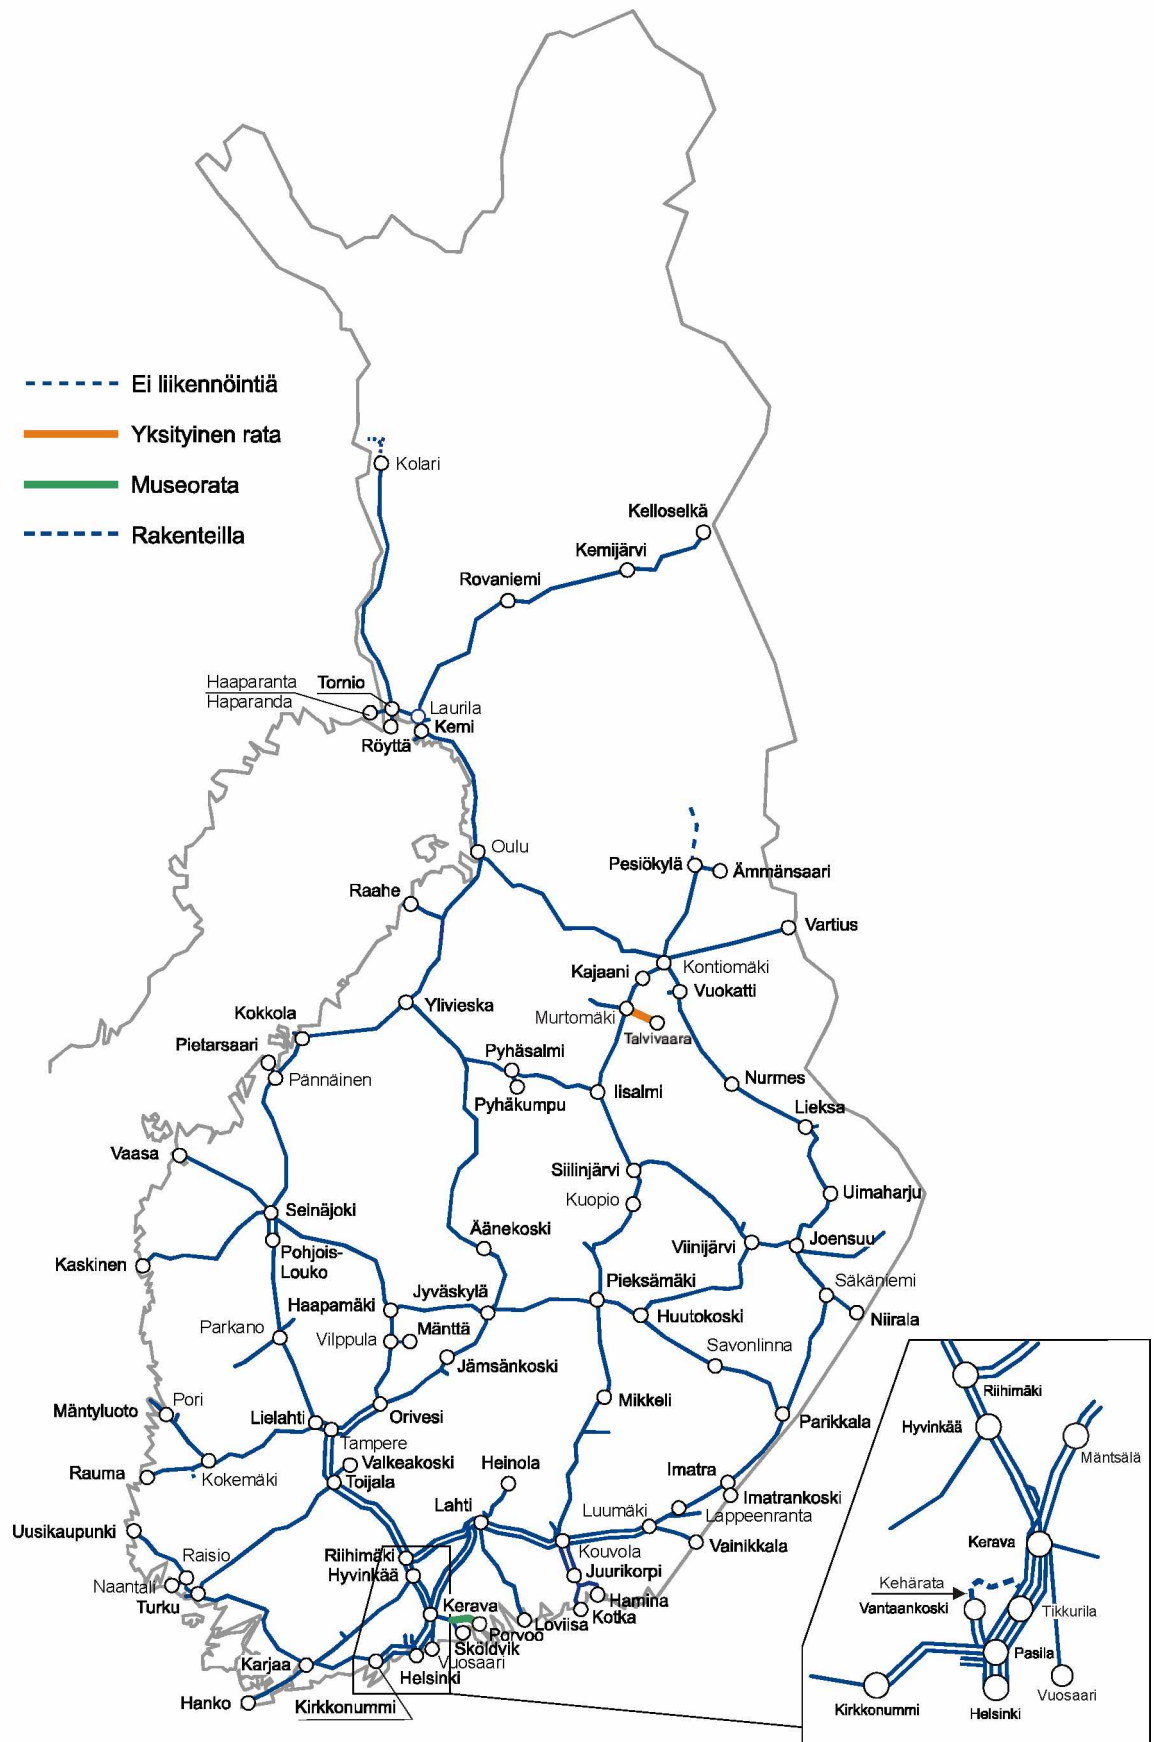 Ei liikennöintiä
Yksityinen rata
Museorata
Rakenteilla
Kolari
Kelloselkä
Kemijärvi
Rovaniemi
Haaparanta
Haparanda
Tornio
Laurila
Kemi
Röyttä
Oulu
Pesiökylä
Ämmänsaari
Raahe
Vartius
Kontiomäki
Kajaani
Vuokatti
Ylivieska
Kokkola
Murtomäki
Talvivaara
Pietarsaari
Pännäinen
Pyhäsalmi
Pyhäkumpu
Iisalmi
Nurmes
Lieksa
Vaasa
Siilinjärvi
Kuopio
Uimaharju
Seinäjoki
Pohjois-
Louko
Äänekoski
Viinijärvi
Joensuu
Kaskinen
Haapamäki
Jyväskylä
Pieksämäki
Säkäniemi
Huutokoski
Niirala
Parkano
Vilppula
Mänttä
Savonlinna
Jämsänkoski
Pori
Mäntyluoto
Lielahti
Orivesi
Mikkeli
Parikkala
Tampere
Valkeakoski
Toijala
Rauma
Kokemäki
Heinola
Imatra
Imatrankoski
Lahti
Luumäki
Lappeenranta
Uusikaupunki
Vainikkala
Raisio
Riihimäki
Hyvinkää
Kouvola
Juurikorpi
Naantali
Turku
Hamina
Kotka
Kerava
Loviisa
Porvoo
Sköldvik
Vuosaari
Helsinki
Karjaa
Hanko
Kirkkonummi
Riihimäki
Hyvinkää
Mäntsälä
Kerava
Kehärata
Vantaankoski
Tikkurila
Pasila
Vuosaari
Kirkkonummi
Helsinki